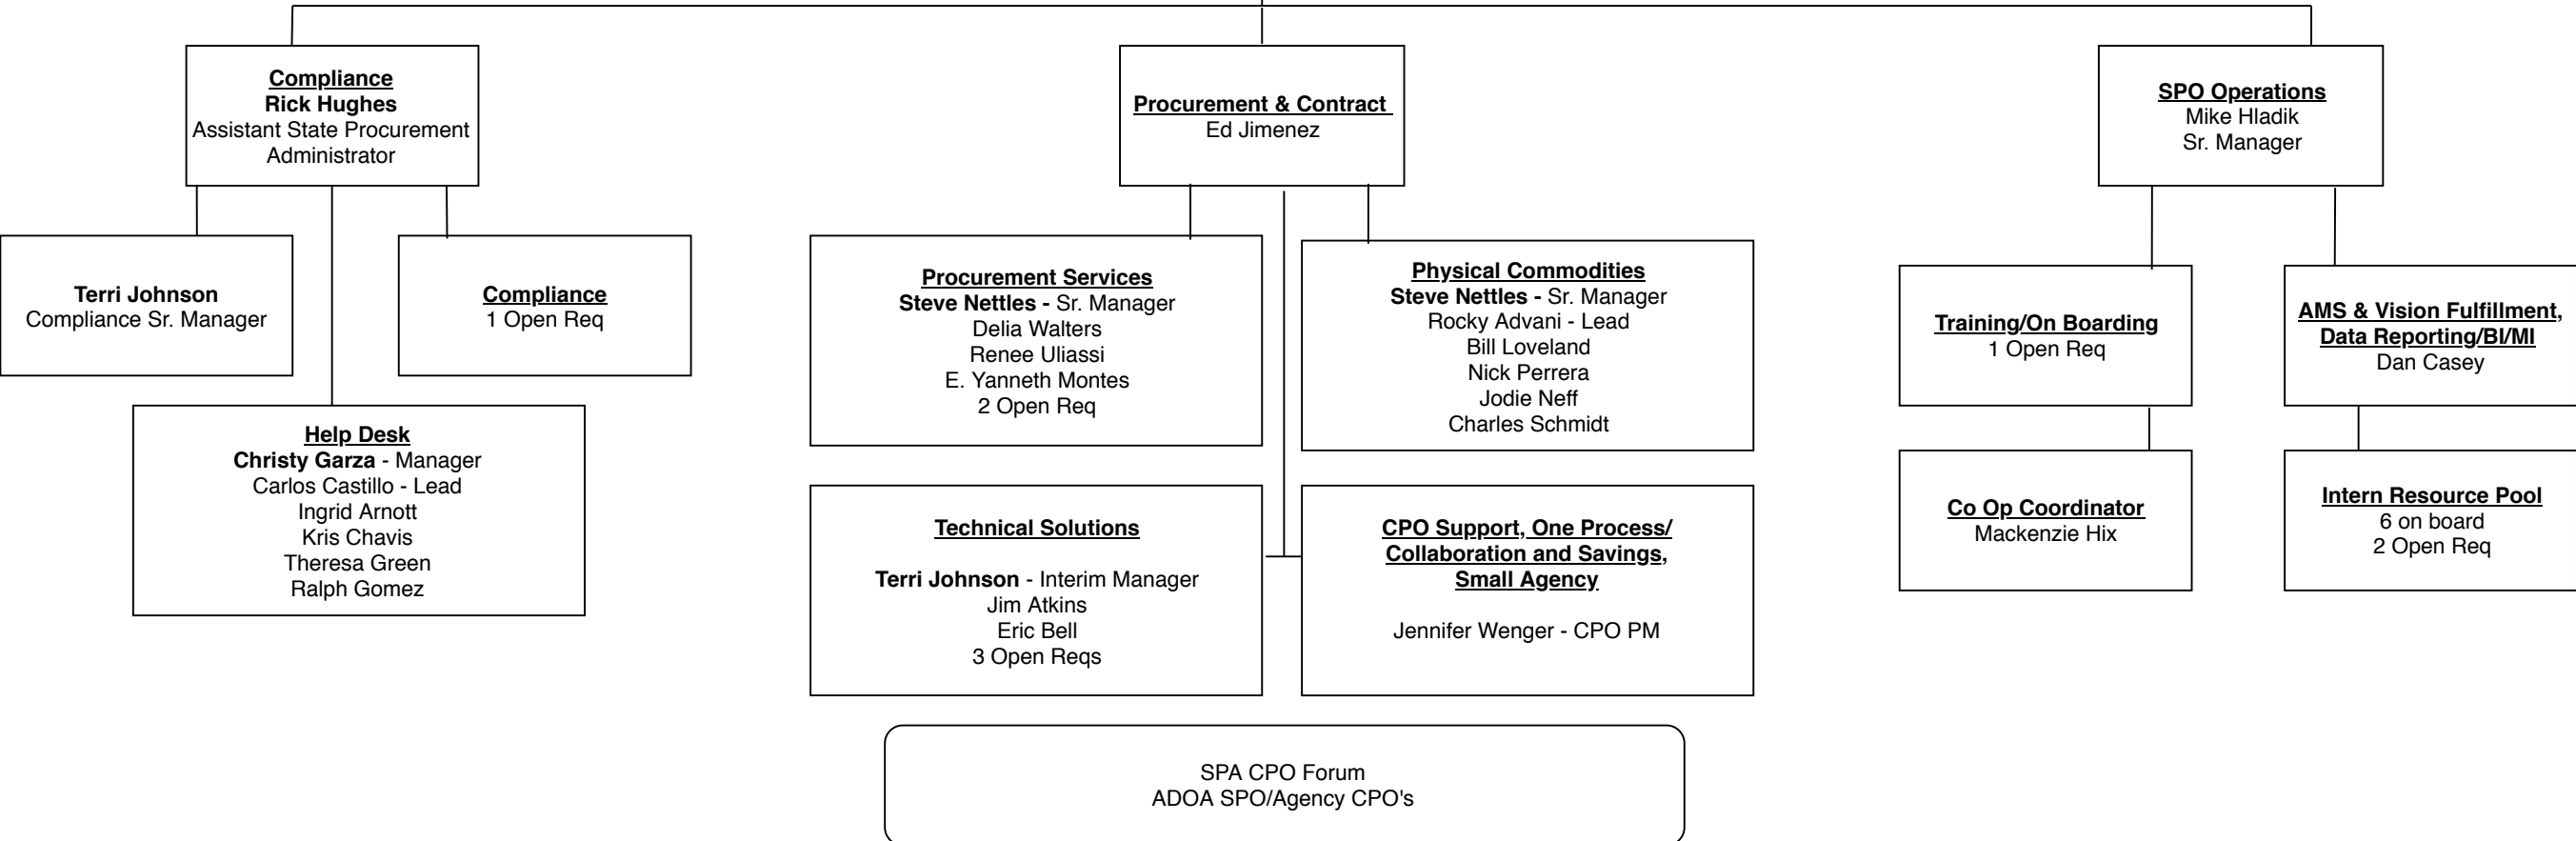 Compliance
Rick Hughes
Assistant State Procurement
Administrator
Procurement & Contract
Ed Jimenez
SPO Operations
Mike Hladik
Sr. Manager
Terri Johnson
Compliance Sr. Manager
Compliance
1 Open Req
Help Desk
Christy Garza - Manager
Carlos Castillo - Lead
Ingrid Arnott
Kris Chavis
Theresa Green
Ralph Gomez
Procurement Services
Steve Nettles - Sr. Manager
Delia Walters
Renee Uliassi
E. Yanneth Montes
2 Open Req
Physical Commodities
Steve Nettles - Sr. Manager
Rocky Advani - Lead
Bill Loveland
Nick Perrera
Jodie Neff
Charles Schmidt
Technical Solutions
Terri Johnson - Interim Manager
Jim Atkins
Eric Bell
3 Open Reqs
CPO Support, One Process/
Collaboration and Savings,
Small Agency
Jennifer Wenger - CPO PM
Training/On Boarding
1 Open Req
AMS & Vision Fulfillment,
Data Reporting/BI/MI
Dan Casey
Co Op Coordinator
Mackenzie Hix
Intern Resource Pool
6 on board
2 Open Req
SPA CPO Forum
ADOA SPO/Agency CPO's